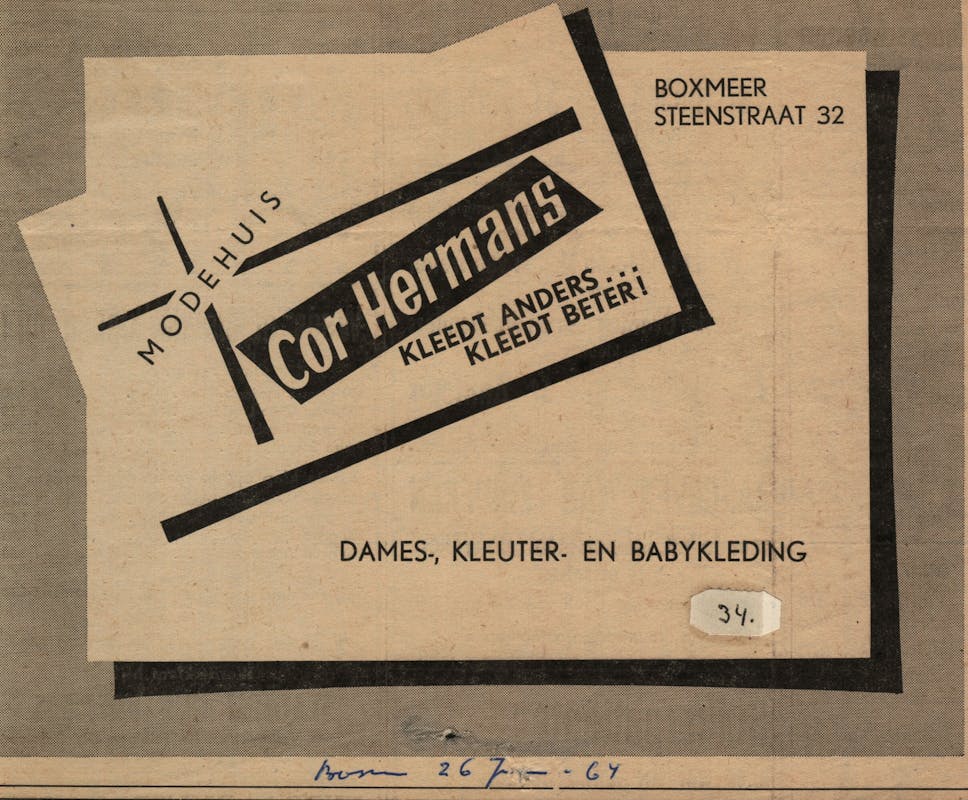 BOXMEER
STEENSTRAAT 32
MODEHUIS
Cor Hermans
KLEEDT ANDERS...
KLEEDT BETER!
DAMES-, KLEUTER- EN BABYKLEDING
34.
26 - 64